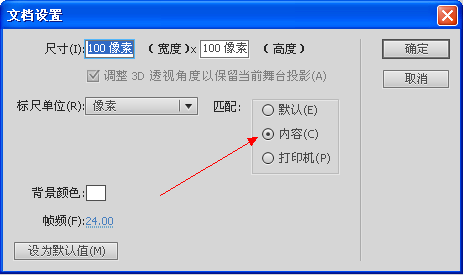 文档设置
尺寸(I): 100 像素 (宽度) x 100 像素 (高度)
确定
调整 3D 透视角度以保留当前舞台投影(A)
取消
标尺单位(R): 像素 匹配: 默认(E)
内容(C)
打印机(P)
背景颜色:
帧频(F): 24.00
设为默认值(M)